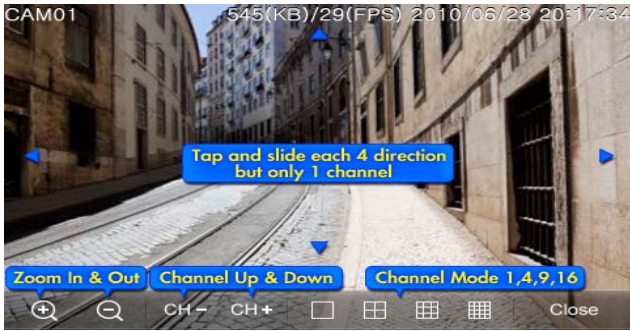 CAM01 545(KB)/29(FPS) 2010/06/28 20:17:34
Tap and slide each 4 direction
but only 1 channel
Zoom In & Out Channel Up & Down Channel Mode 1,4,9,16
CH- CH+ Close